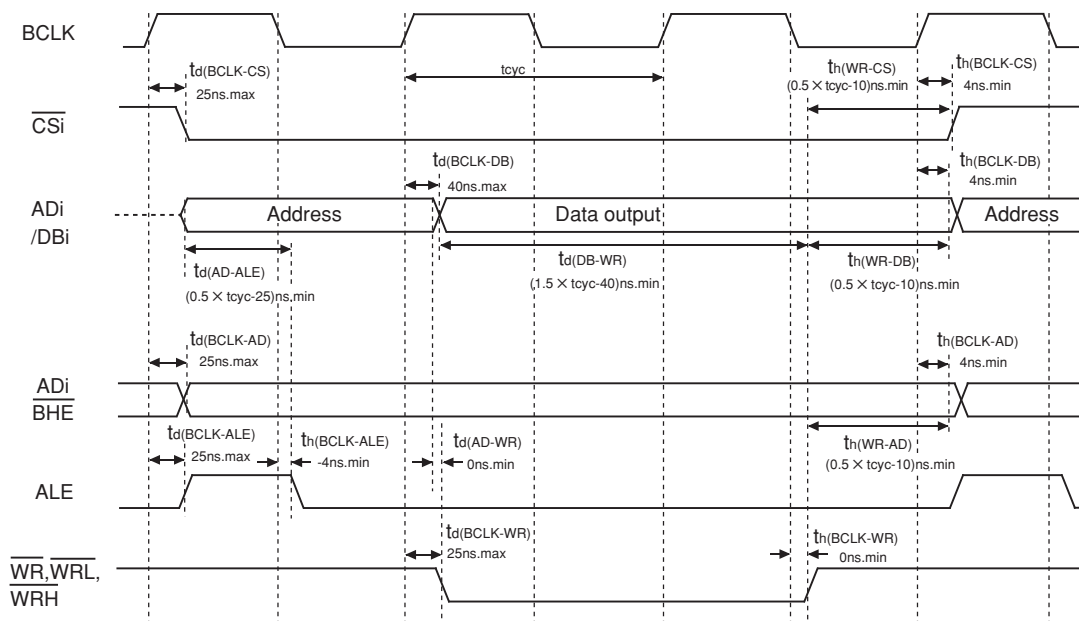 BCLK
td(BCLK-CS)
25ns.max
tcyc
th(WR-CS)
(0.5 × tcyc-10)ns.min
th(BCLK-CS)
4ns.min
CSi
td(BCLK-DB)
40ns.max
th(BCLK-DB)
4ns.min
ADi
/DBi
Address
Data output
Address
td(AD-ALE)
(0.5 × tcyc-25)ns.min
td(DB-WR)
(1.5 × tcyc-40)ns.min
th(WR-DB)
(0.5 × tcyc-10)ns.min
td(BCLK-AD)
25ns.max
th(BCLK-AD)
4ns.min
ADi
BHE
td(BCLK-ALE)
25ns.max
th(BCLK-ALE)
-4ns.min
td(AD-WR)
0ns.min
th(WR-AD)
(0.5 × tcyc-10)ns.min
ALE
td(BCLK-WR)
25ns.max
th(BCLK-WR)
0ns.min
WR,WRL,
WRH